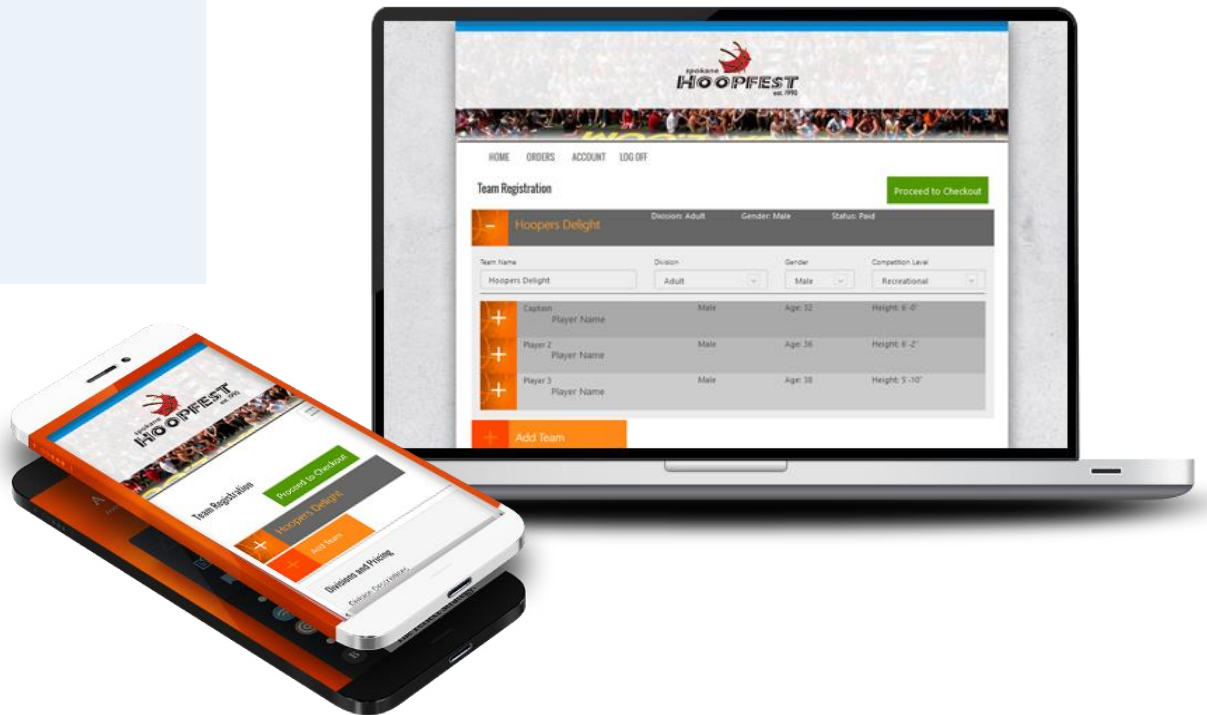 spokane
HOOPFEST
est. 1990
HOME ORDERS ACCOUNT LOG OFF
Team Registration
Proceed to Checkout
Hoopers Delight
Division: Adult Gender: Male Status: Paid
Team Name Division Gender Competition Level
Hoopers Delight Adult Male Recreational
Captain Male Age: 32 Height: 6'-0"
Player Name
Player 2 Male Age: 36 Height: 6'-2"
Player Name
Player 3 Male Age: 38 Height: 5'-10"
Player Name
Add Team
spokane
HOOPFEST
est. 1990
Team Registration
Proceed to Checkout
Hoopers Delight
Add Team
Divisions and Pricing
Division Descriptions